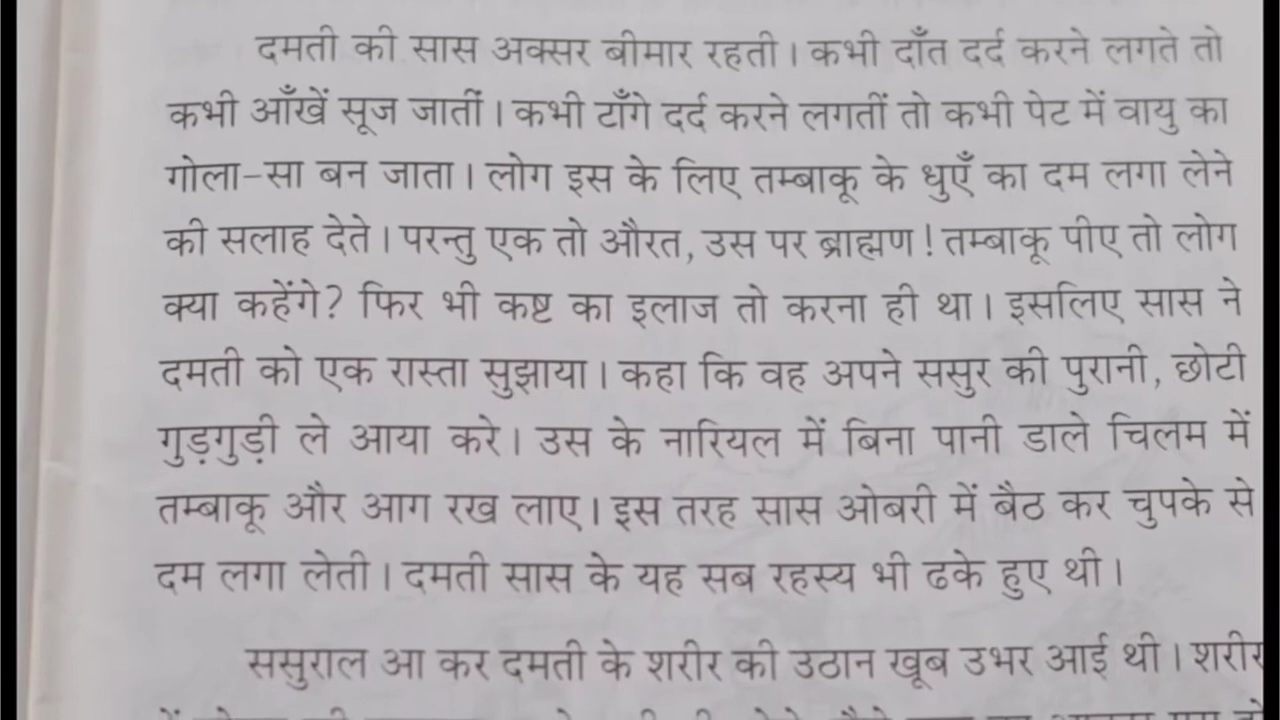 दमती की सास अक्सर बीमार रहती। कभी दाँत दर्द करने लगते तो
कभी आँखें सूज जातीं। कभी टाँगे दर्द करने लगतीं तो कभी पेट में वायु का
गोला-सा बन जाता। लोग इस के लिए तम्बाकू के धुएँ का दम लगा लेने
की सलाह देते। परन्तु एक तो औरत, उस पर ब्राह्मण! तम्बाकू पीए तो लोग
क्या कहेंगे? फिर भी कष्ट का इलाज तो करना ही था। इसलिए सास ने
दमती को एक रास्ता सुझाया। कहा कि वह अपने ससुर की पुरानी, छोटी
गुड़गुड़ी ले आया करे। उस के नारियल में बिना पानी डाले चिलम में
तम्बाकू और आग रख लाए। इस तरह सास ओबरी में बैठ कर चुपके से
दम लगा लेती। दमती सास के यह सब रहस्य भी ढके हुए थी।
ससुराल आ कर दमती के शरीर की उठान खूब उभर आई थी। शरीर